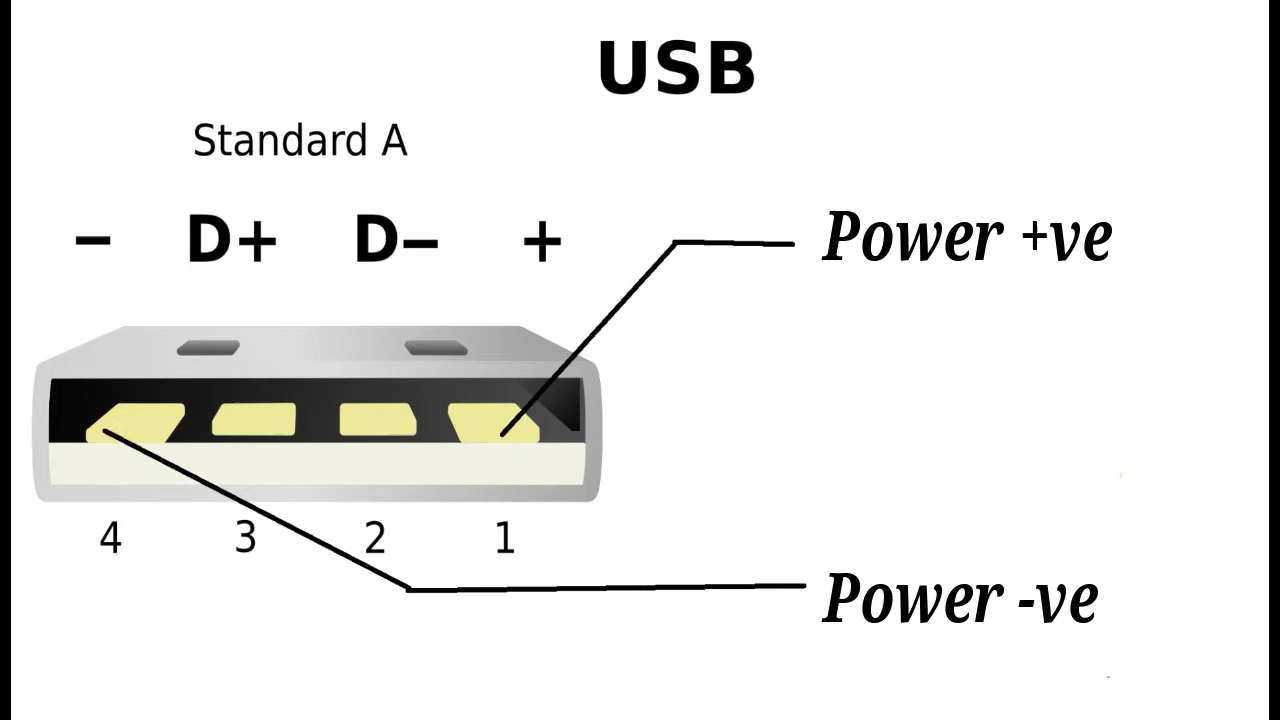 USB
Standard A
– D+ D– +
Power +ve
4 3 2 1
Power -ve